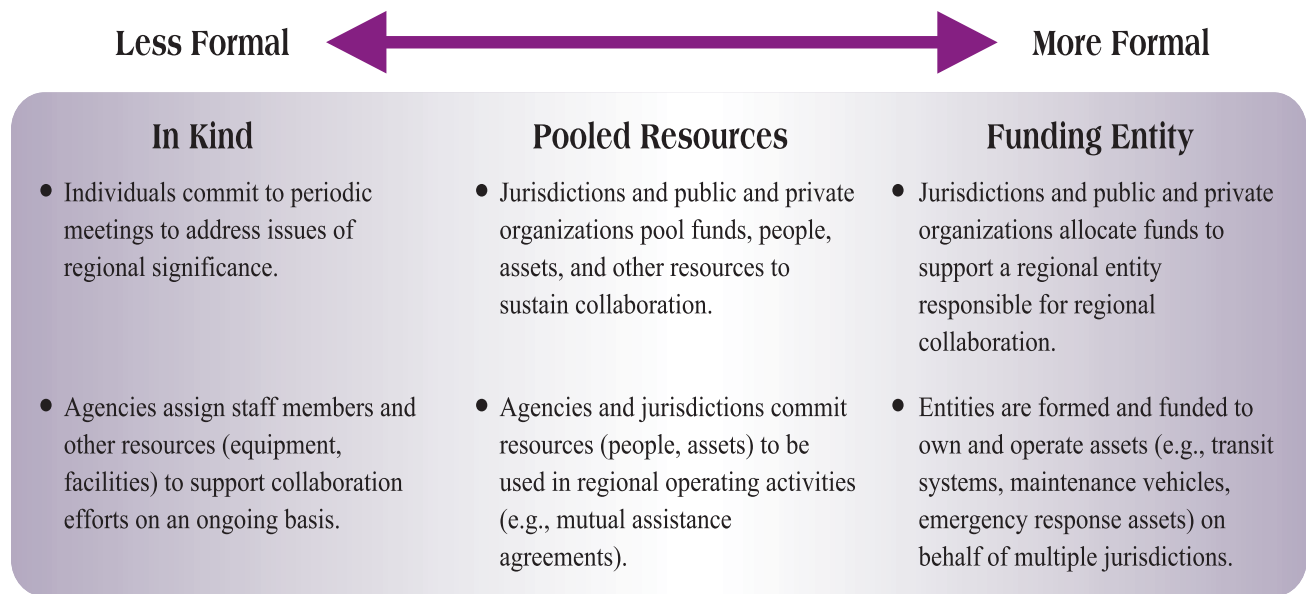 Less Formal
More Formal
In Kind
• Individuals commit to periodic
meetings to address issues of
regional significance.
• Agencies assign staff members and
other resources (equipment,
facilities) to support collaboration
efforts on an ongoing basis.
Pooled Resources
• Jurisdictions and public and private
organizations pool funds, people,
assets, and other resources to
sustain collaboration.
• Agencies and jurisdictions commit
resources (people, assets) to be
used in regional operating activities
(e.g., mutual assistance
agreements).
Funding Entity
• Jurisdictions and public and private
organizations allocate funds to
support a regional entity
responsible for regional
collaboration.
• Entities are formed and funded to
own and operate assets (e.g., transit
systems, maintenance vehicles,
emergency response assets) on
behalf of multiple jurisdictions.